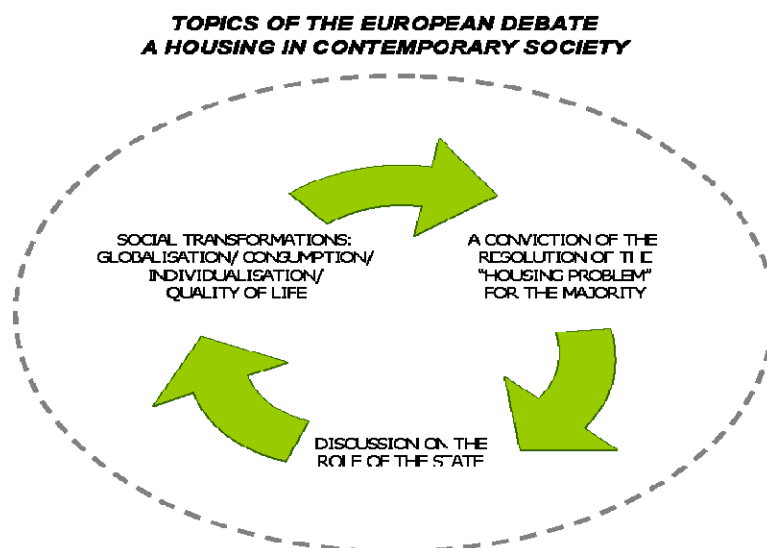 TOPICS OF THE EUROPEAN DEBATE
A HOUSING IN CONTEMPORARY SOCIETY
SOCIAL TRANSFORMATIONS:
GLOBALISATION/ CONSUMPTION/
INDIVIDUALISATION/
QUALITY OF LIFE
A CONVICTION OF THE
RESOLUTION OF THE
"HOUSING PROBLEM"
FOR THE MAJORITY
DISCUSSION ON THE
ROLE OF THE STATE